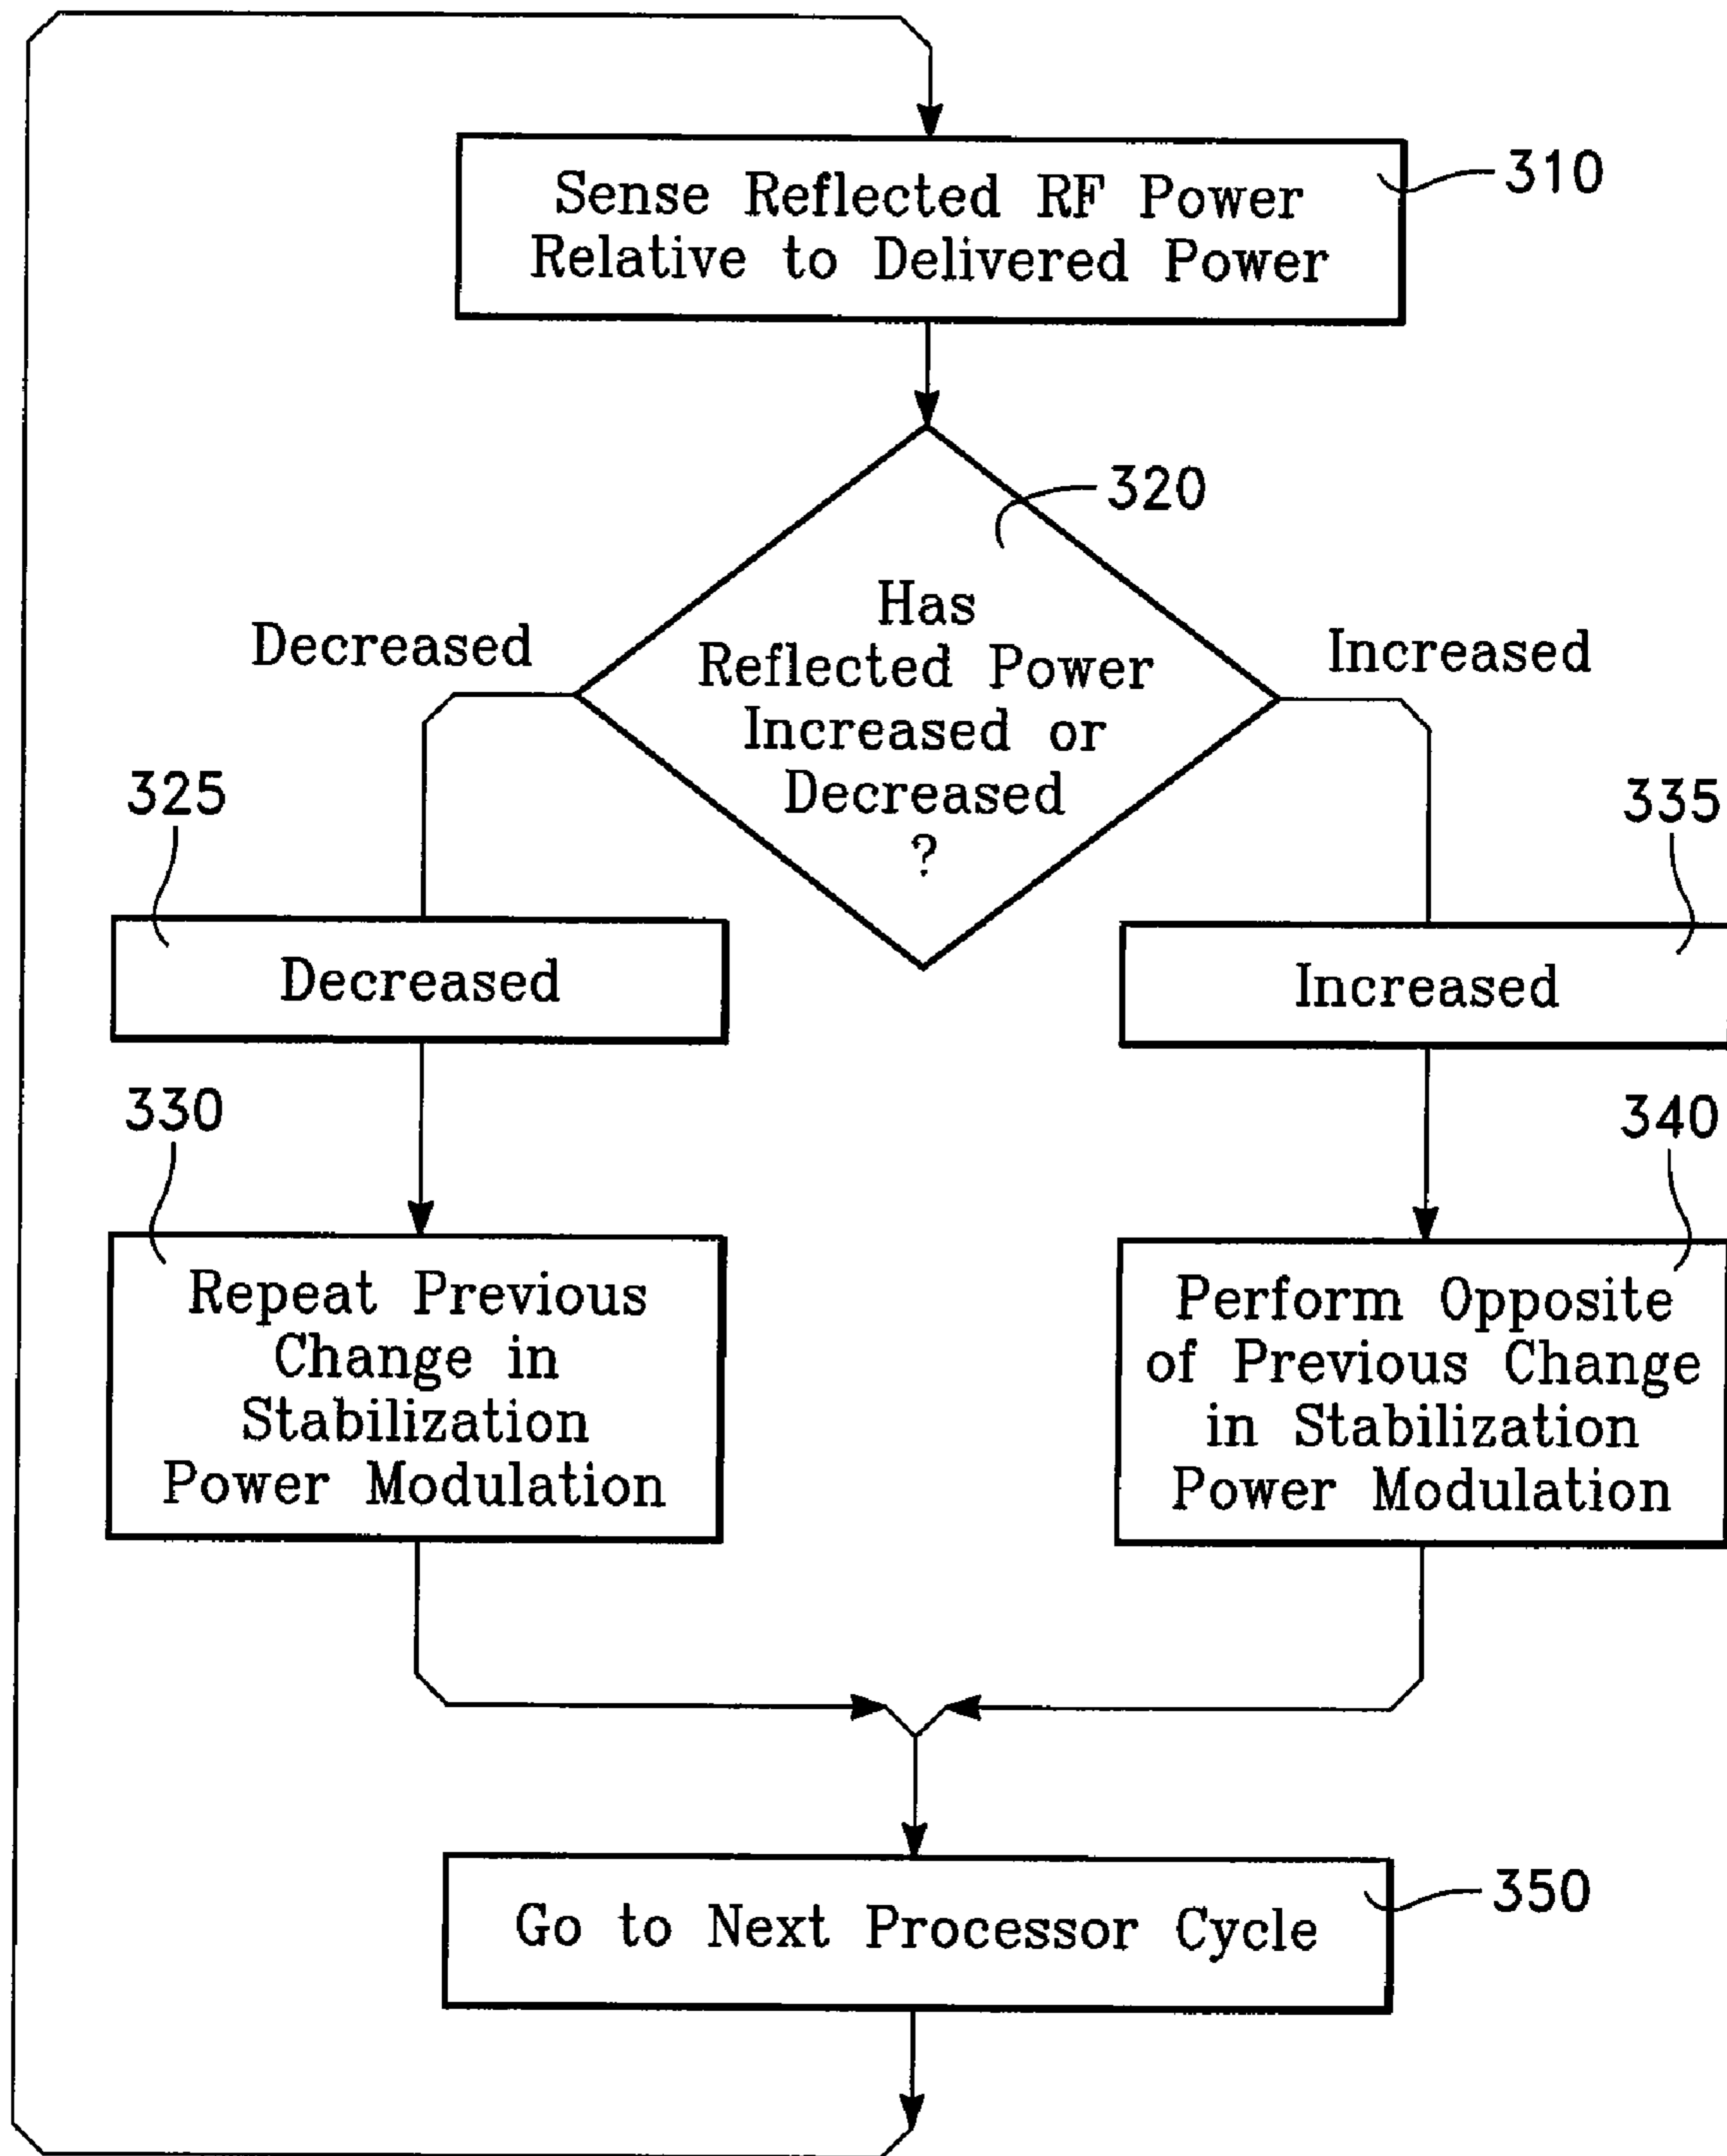 Sense Reflected RF Power
Relative to Delivered Power
310
320
Has
Reflected Power
Increased or
Decreased
?
Decreased
Increased
325
335
Decreased
Increased
330
340
Repeat Previous
Change in
Stabilization
Power Modulation
Perform Opposite
of Previous Change
in Stabilization
Power Modulation
Go to Next Processor Cycle
350